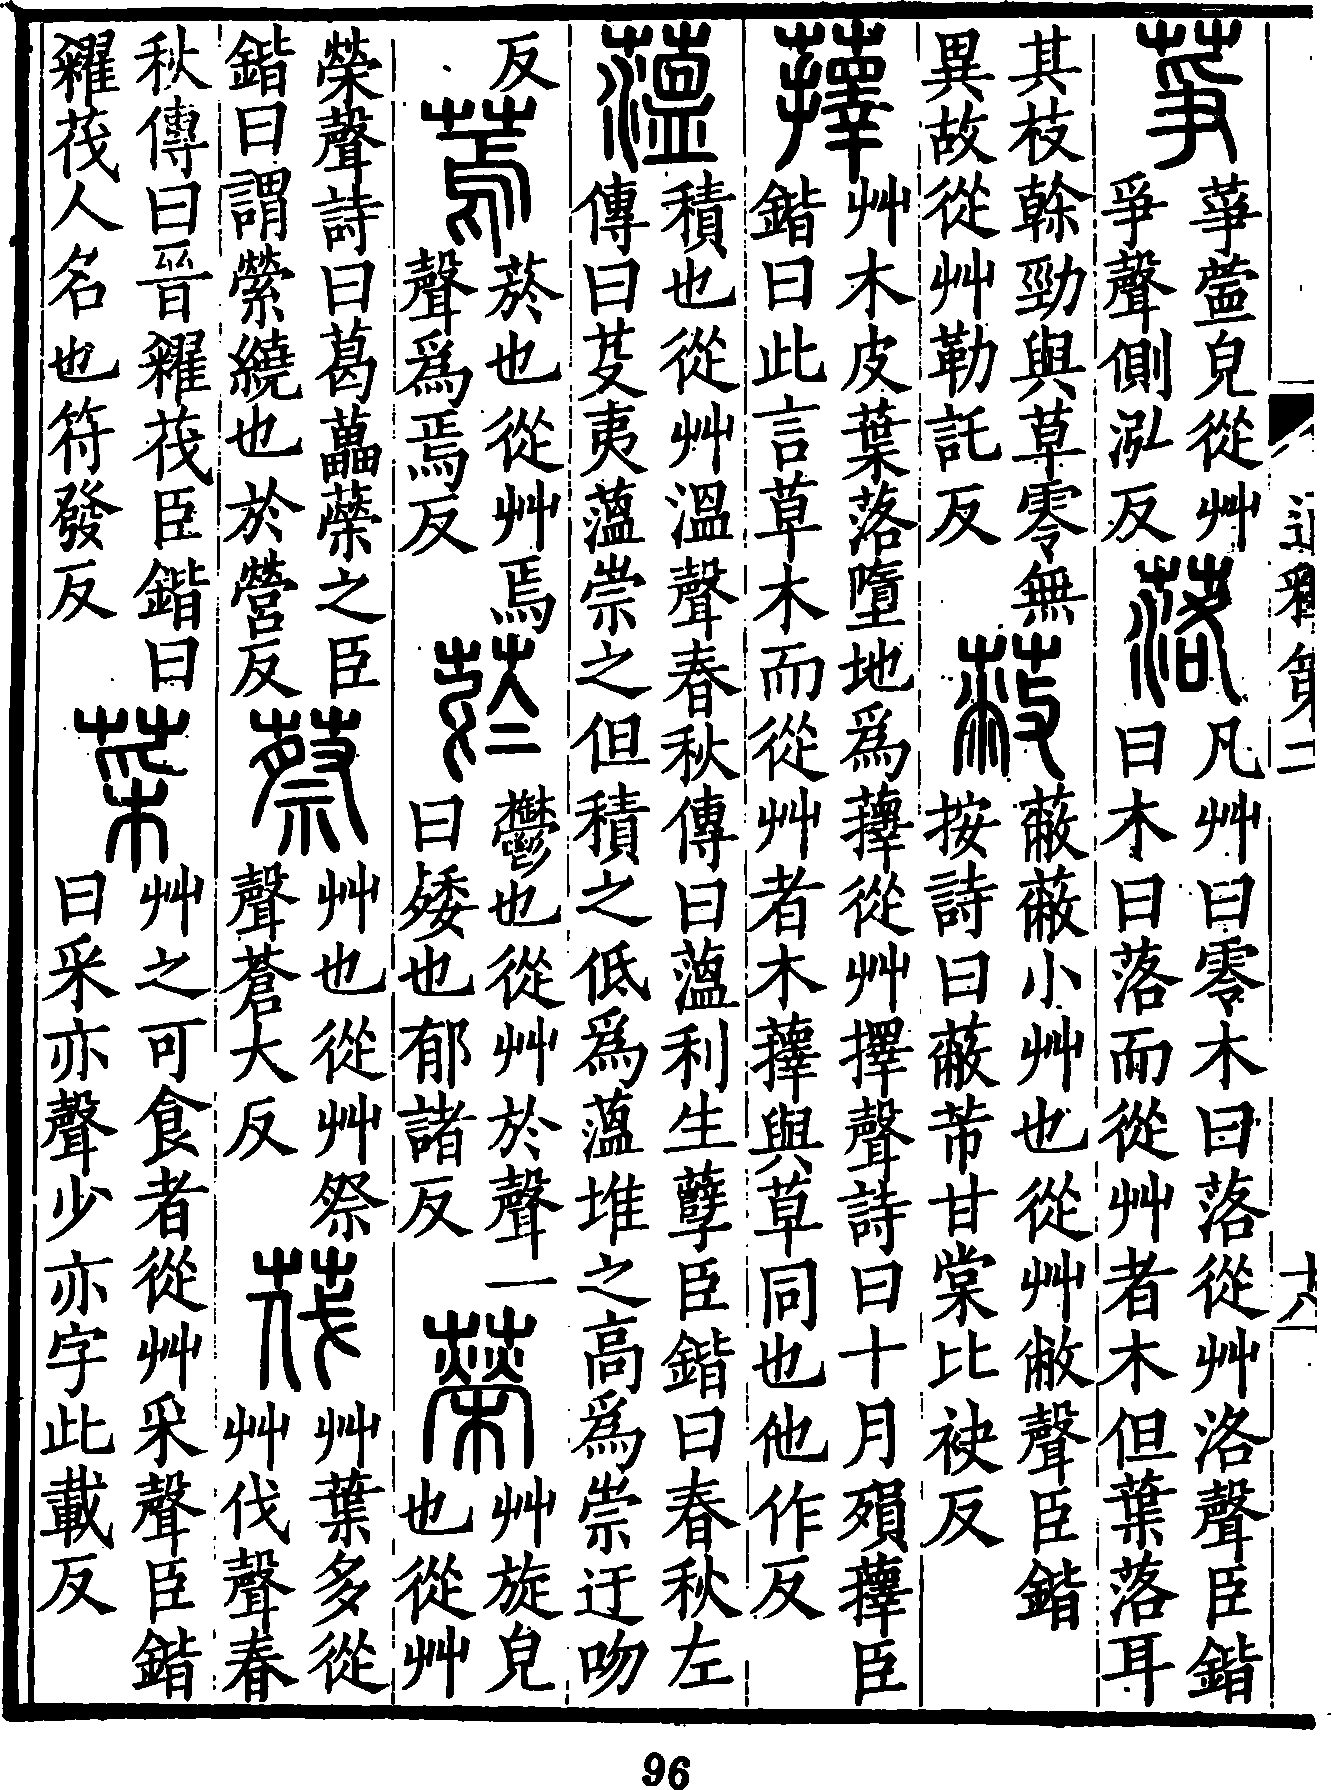 皃從艸
爭聲側泓反
落
凡艸曰零木曰落從艸洛聲臣鍇
曰木曰落而從艸者木但葉落耳
其枝榦勁與草零無
異故從艸勒託反
蔽
蔽蔽小艸也從艸敝聲臣鍇
按詩曰蔽芾甘棠比袂反
蘀
艸木皮葉落墮地爲蘀從艸擇聲詩曰十月殞蘀臣
鍇曰此言草木而從艸者木蘀與草同也他作反
薀
積也從艸溫聲春秋傳曰薀利生孽臣鍇曰春秋左
傳曰芟夷薀崇之但積之低爲薀堆之高爲崇迂吻
反
蔫
菸也從艸焉
聲爲焉反
菸
鬱也從艸於聲一
曰矮也郁諸反
䕦
艸旋皃
也從艸
榮聲詩曰葛藟䕦之臣
鍇曰謂縈繞也於營反
蔡
艸也從艸祭
聲蒼大反
茷
艸葉多從
艸伐聲春
秋傳曰晉糴茷臣鍇曰
糴茷人名也符發反
菜
艸之可食者從艸采聲臣鍇
曰采亦聲少亦字此載反
通釋第二
十八
96